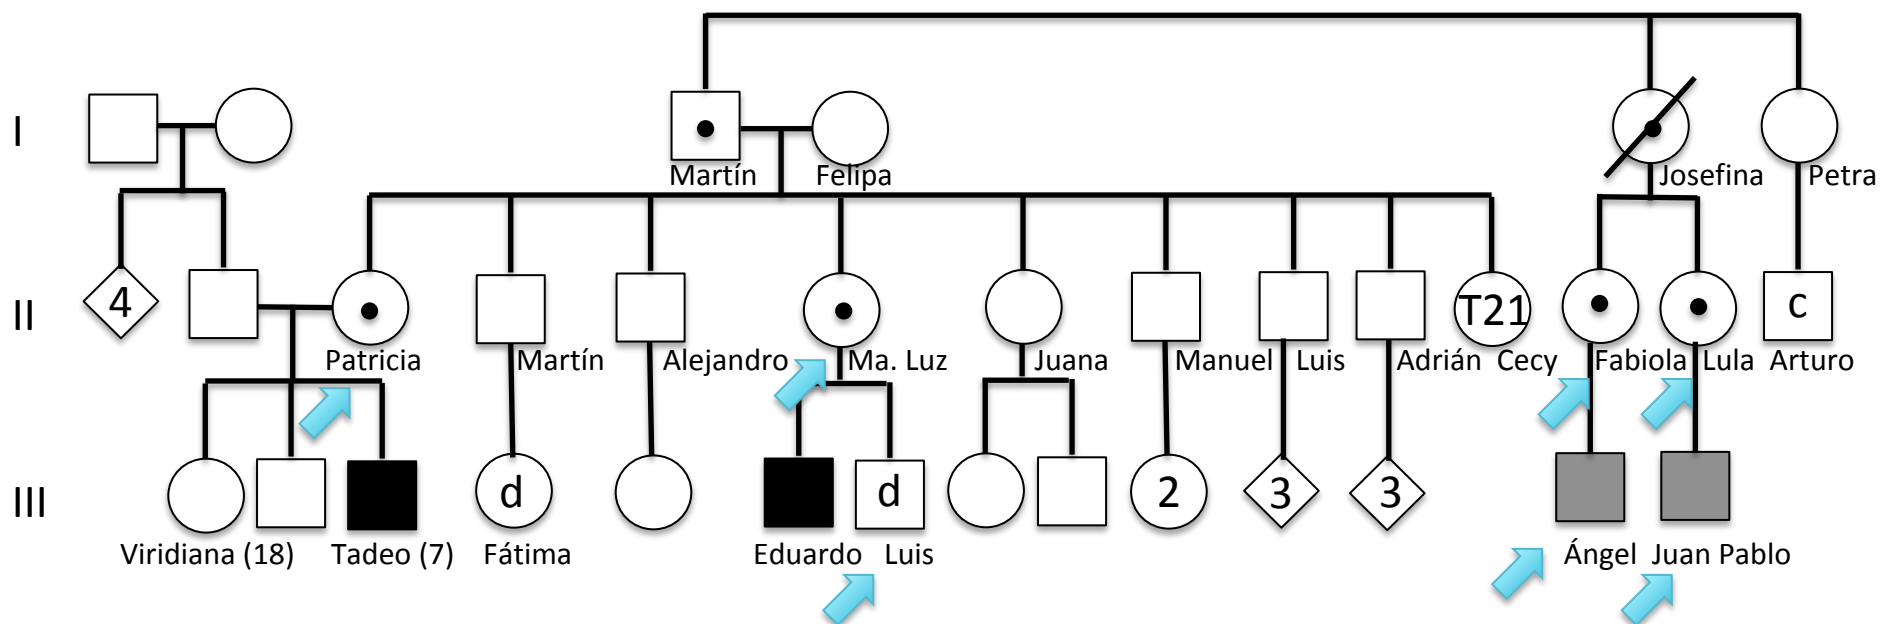 I
Martín Felipa Josefina Petra
II
4 T21 c
Patricia Martín Alejandro Ma. Luz Juana Manuel Luis Adrián Cecy Fabiola Lula Arturo
III
d d 2 3 3
Viridiana (18) Tadeo (7) Fátima Eduardo Luis Ángel Juan Pablo